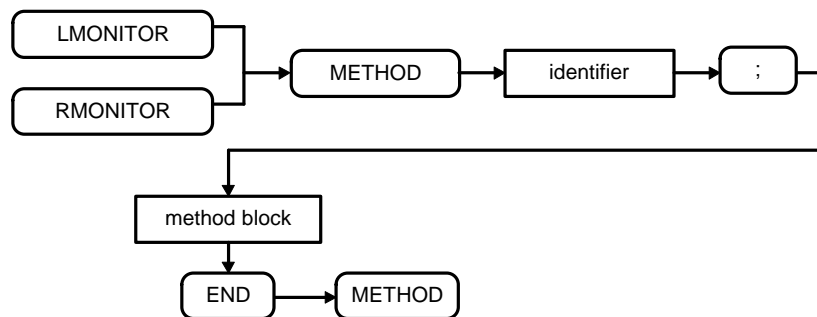 LMONITOR
METHOD
identifier
;
RMONITOR
method block
END
METHOD